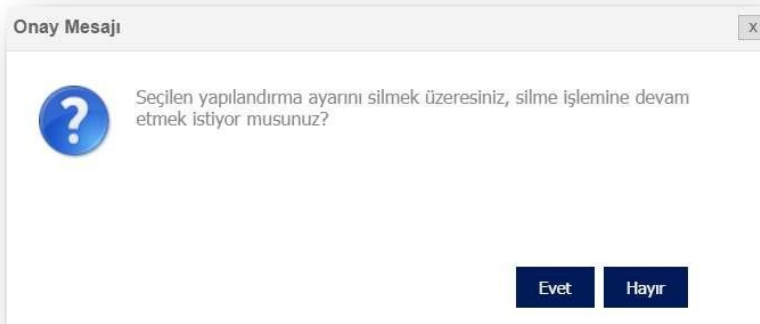 Onay Mesajı
X
Seçilen yapılandırma ayarını silmek üzeresiniz, silme işlemine devam
etmek istiyor musunuz?
Evet Hayır